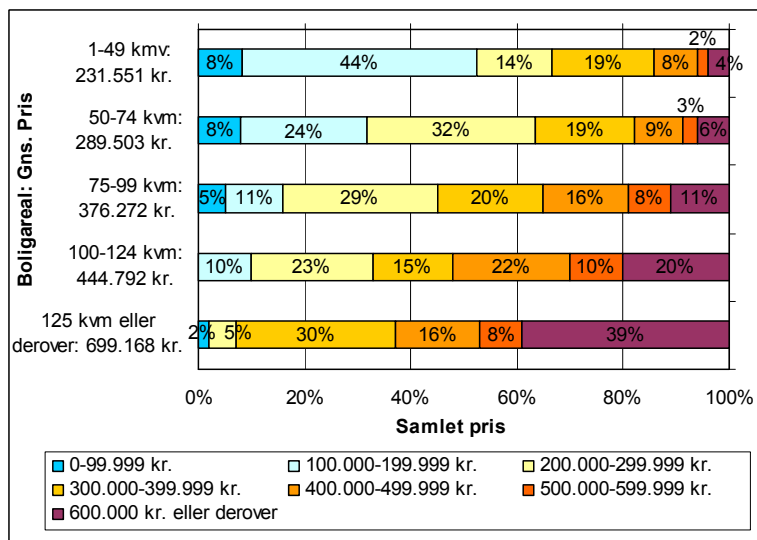 Boligareal: Gns. Pris
2%
1-49 kmv:
231.551 kr.
8% 44% 14% 19% 8% 4%
3%
50-74 kvm:
289.503 kr.
8% 24% 32% 19% 9% 6%
75-99 kvm:
376.272 kr.
5% 11% 29% 20% 16% 8% 11%
100-124 kvm:
444.792 kr.
10% 23% 15% 22% 10% 20%
125 kvm eller
derover: 699.168 kr.
2% 5% 30% 16% 8% 39%
0% 20% 40% 60% 80% 100%
Samlet pris
0-99.999 kr. 100.000-199.999 kr. 200.000-299.999 kr.
300.000-399.999 kr. 400.000-499.999 kr. 500.000-599.999 kr.
600.000 kr. eller derover